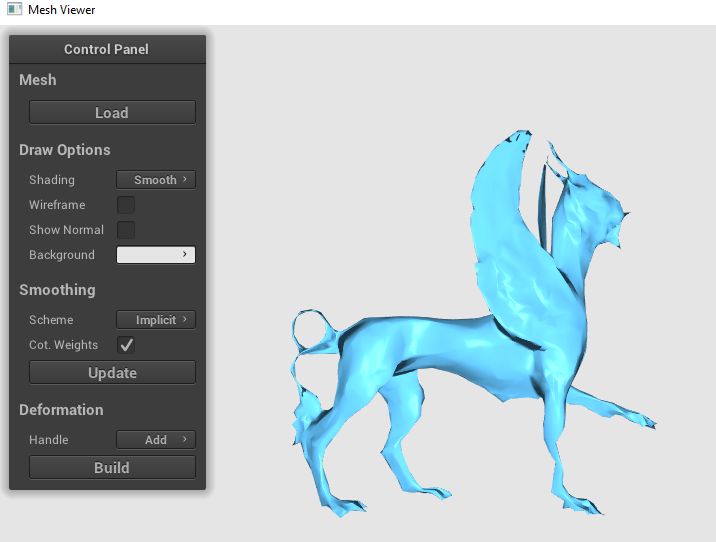 Mesh Viewer
Control Panel
Mesh
Load
Draw Options
Shading Smooth
Wireframe
Show Normal
Background
Smoothing
Scheme Implicit
Cot. Weights
Update
Deformation
Handle Add
Build